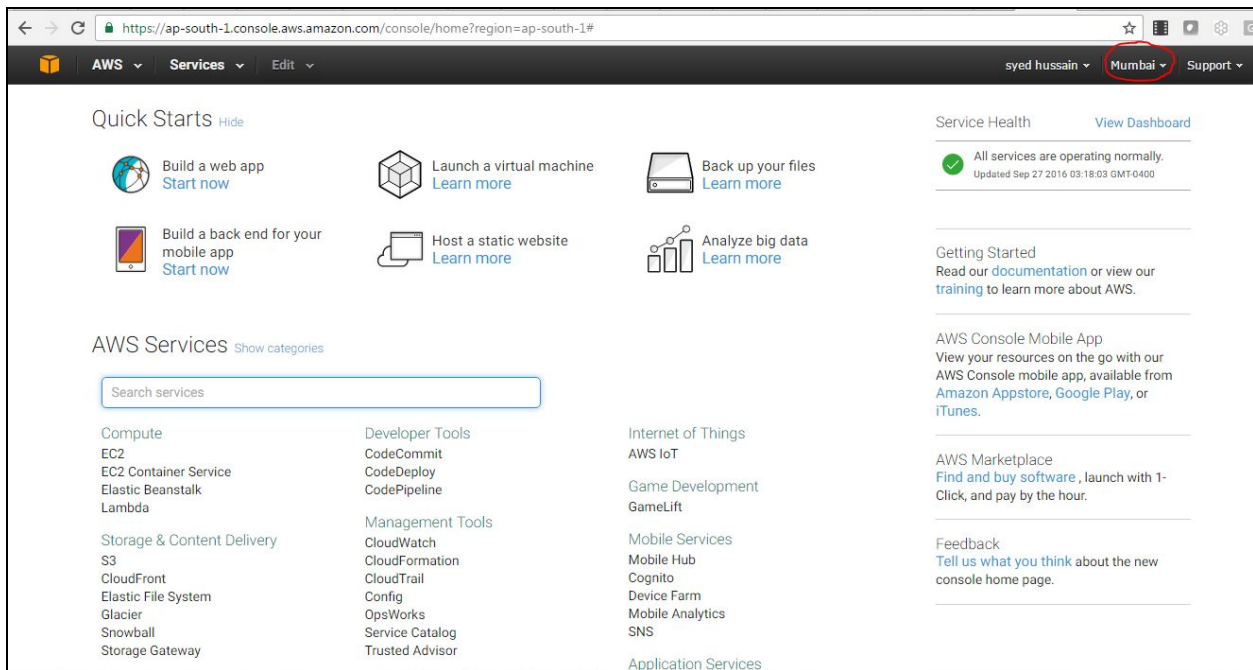 https://ap-south-1.console.aws.amazon.com/console/home?region=ap-south-1#
AWS Services Edit syed hussain Mumbai Support
Quick Starts Hide
Build a web app
Start now
Launch a virtual machine
Learn more
Back up your files
Learn more
Build a back end for your
mobile app
Start now
Host a static website
Learn more
Analyze big data
Learn more
AWS Services Show categories
Search services
Compute
EC2
EC2 Container Service
Elastic Beanstalk
Lambda
Storage & Content Delivery
S3
CloudFront
Elastic File System
Glacier
Snowball
Storage Gateway
Developer Tools
CodeCommit
CodeDeploy
CodePipeline
Management Tools
CloudWatch
CloudFormation
CloudTrail
Config
OpsWorks
Service Catalog
Trusted Advisor
Internet of Things
AWS IoT
Game Development
GameLift
Mobile Services
Mobile Hub
Cognito
Device Farm
Mobile Analytics
SNS
Application Services
Service Health View Dashboard
All services are operating normally.
Updated Sep 27 2016 03:18:03 GMT-0400
Getting Started
Read our documentation or view our
training to learn more about AWS.
AWS Console Mobile App
View your resources on the go with our
AWS Console mobile app, available from
Amazon Appstore, Google Play, or
iTunes.
AWS Marketplace
Find and buy software , launch with 1-
Click, and pay by the hour.
Feedback
Tell us what you think about the new
console home page.